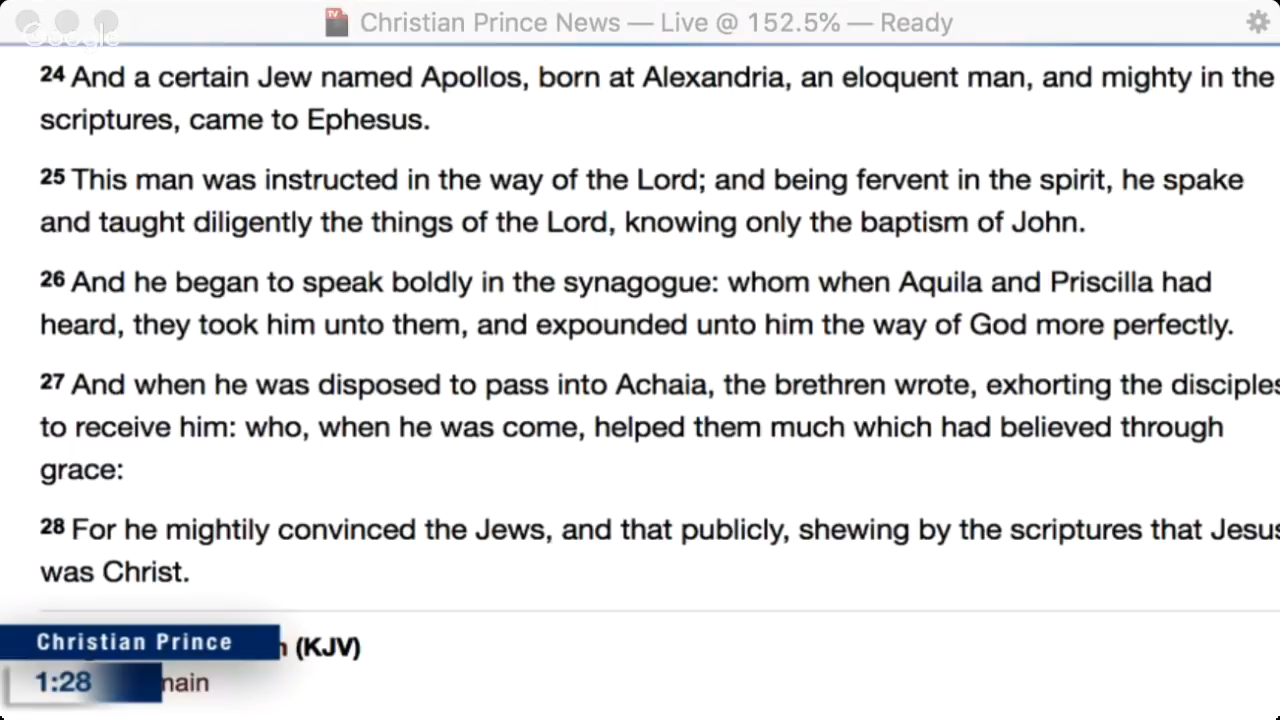 Google
TV
Christian Prince News — Live @ 152.5% — Ready
24 And a certain Jew named Apollos, born at Alexandria, an eloquent man, and mighty in the
scriptures, came to Ephesus.
25 This man was instructed in the way of the Lord; and being fervent in the spirit, he spake
and taught diligently the things of the Lord, knowing only the baptism of John.
26 And he began to speak boldly in the synagogue: whom when Aquila and Priscilla had
heard, they took him unto them, and expounded unto him the way of God more perfectly.
27 And when he was disposed to pass into Achaia, the brethren wrote, exhorting the disciples
to receive him: who, when he was come, helped them much which had believed through
grace:
28 For he mightily convinced the Jews, and that publicly, shewing by the scriptures that Jesus
was Christ.
Christian Prince
(KJV)
1:28